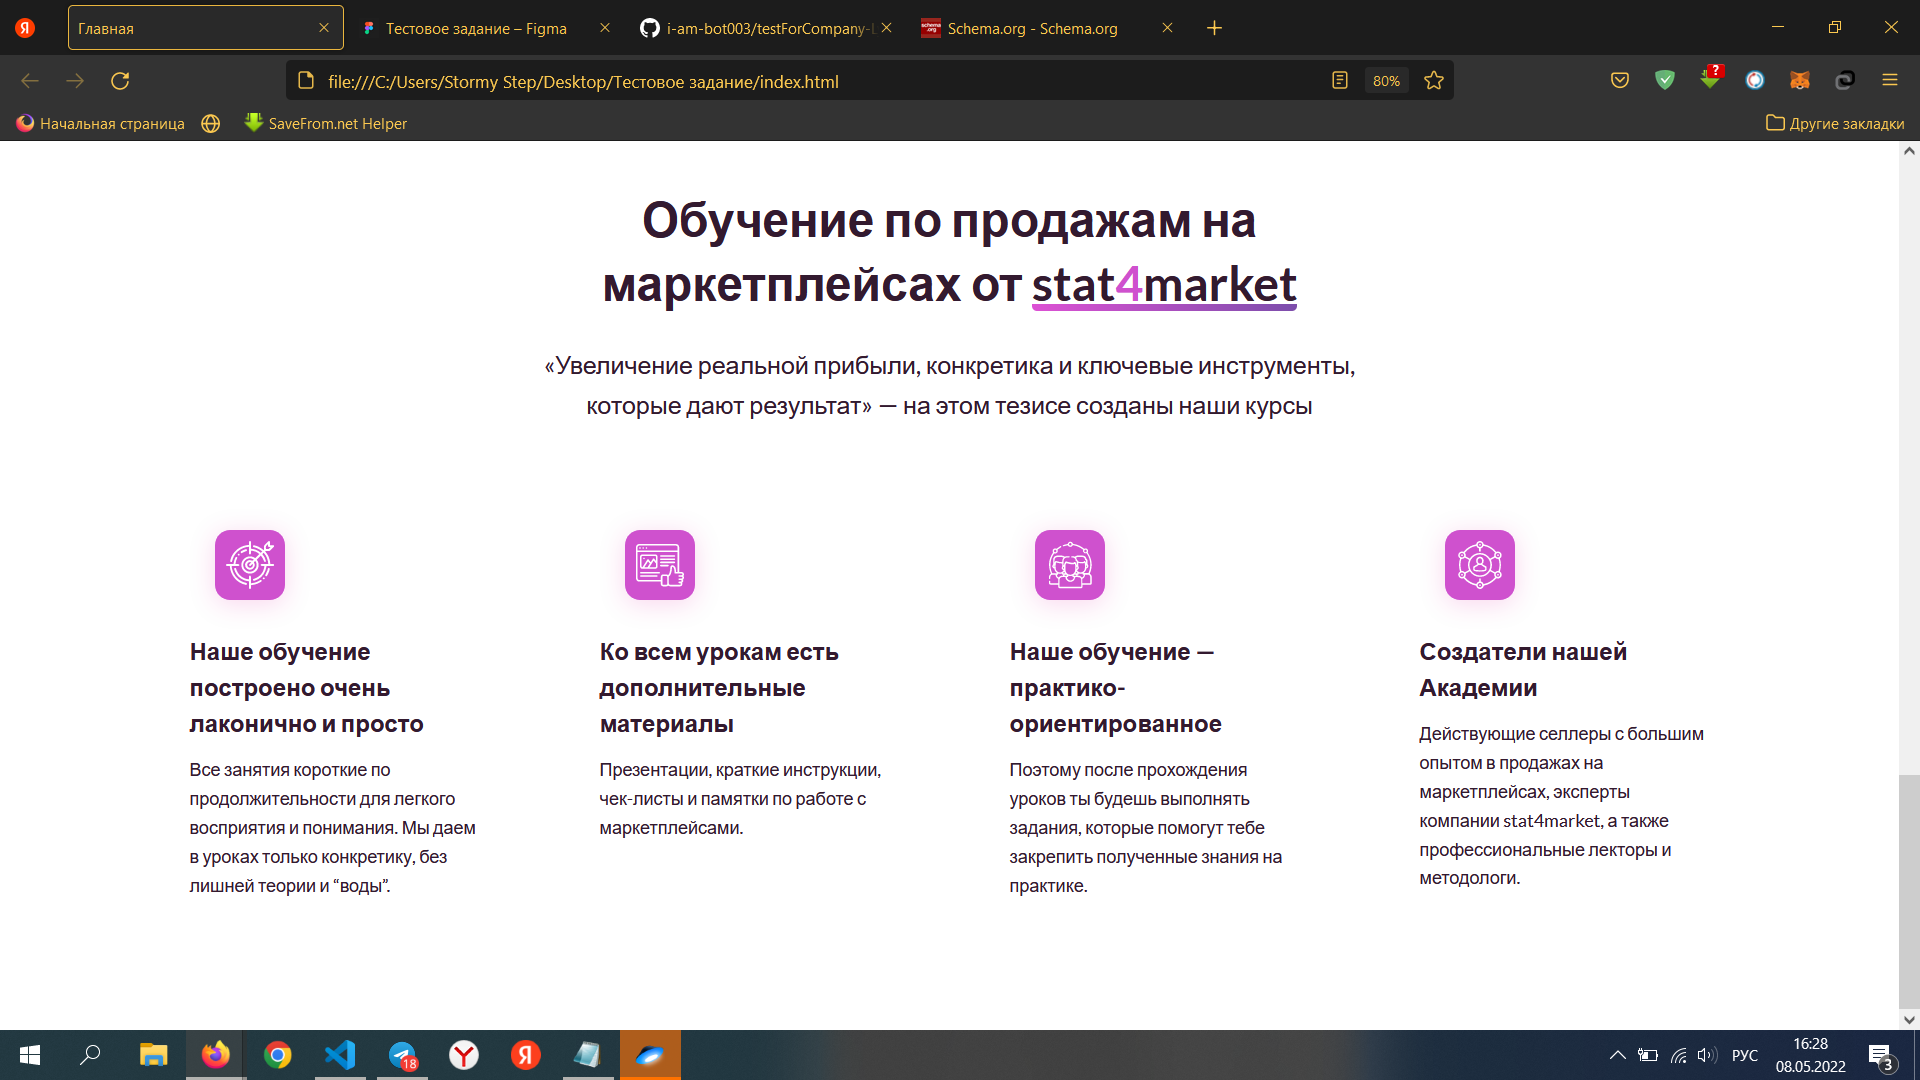 Главная
Тестовое задание – Figma
i-am-bot003/testForCompany-L
Schema.org - Schema.org
file:///C:/Users/Stormy Step/Desktop/Тестовое задание/index.html
80%
?
Начальная страница
SaveFrom.net Helper
Другие закладки
Обучение по продажам на
маркетплейсах от stat4market
«Увеличение реальной прибыли, конкретика и ключевые инструменты,
которые дают результат» — на этом тезисе созданы наши курсы
Наше обучение
построено очень
лаконично и просто
Все занятия короткие по
продолжительности для легкого
восприятия и понимания. Мы даем
в уроках только конкретику, без
лишней теории и “воды”.
Ко всем урокам есть
дополнительные
материалы
Презентации, краткие инструкции,
чек-листы и памятки по работе с
маркетплейсами.
Наше обучение —
практико-
ориентированное
Поэтому после прохождения
уроков ты будешь выполнять
задания, которые помогут тебе
закрепить полученные знания на
практике.
Создатели нашей
Академии
Действующие селлеры с большим
опытом в продажах на
маркетплейсах, эксперты
компании stat4market, а также
профессиональные лекторы и
методологи.
18
Я
РУС
16:28
08.05.2022
3